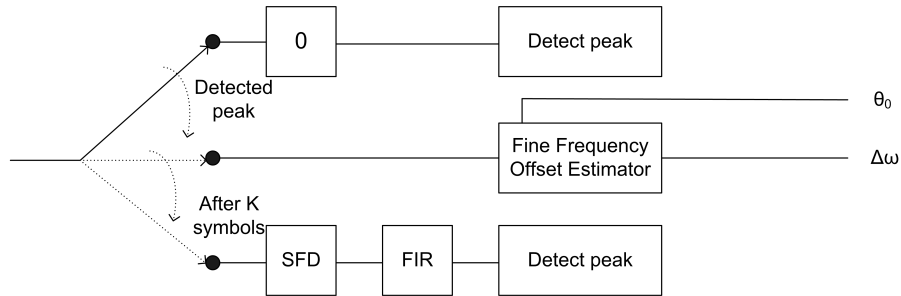 0
Detect peak
Detected
peak
θ₀
Fine Frequency
Offset Estimator
Δω
After K
symbols
SFD
FIR
Detect peak